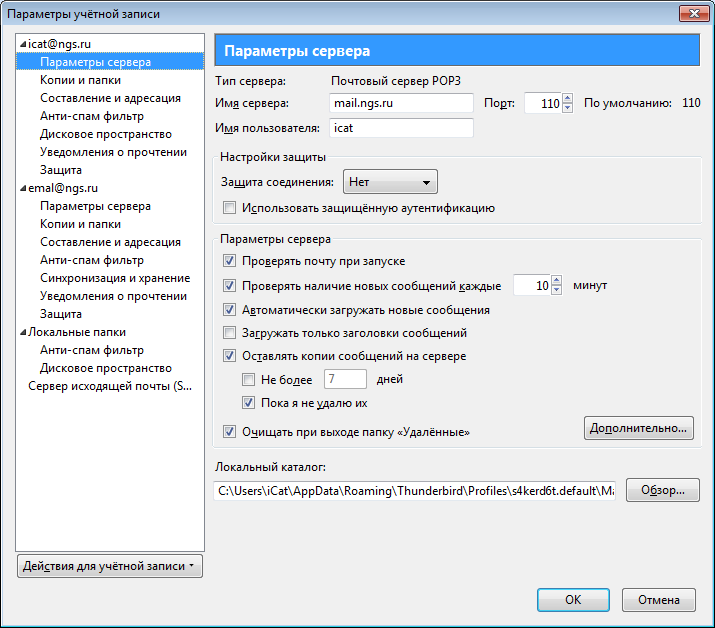 Параметры учётной записи
icat@ngs.ru
Параметры сервера
Копии и папки
Составление и адресация
Анти-спам фильтр
Дисковое пространство
Уведомления о прочтении
Защита
emal@ngs.ru
Параметры сервера
Копии и папки
Составление и адресация
Анти-спам фильтр
Синхронизация и хранение
Уведомления о прочтении
Защита
Локальные папки
Анти-спам фильтр
Дисковое пространство
Сервер исходящей почты (S...
Действия для учётной записи
Параметры сервера
Тип сервера: Почтовый сервер POP3
Имя сервера: mail.ngs.ru Порт: 110 По умолчанию: 110
Имя пользователя: icat
Настройки защиты
Защита соединения: Нет
Использовать защищённую аутентификацию
Параметры сервера
Проверять почту при запуске
Проверять наличие новых сообщений каждые 10 минут
Автоматически загружать новые сообщения
Загружать только заголовки сообщений
Оставлять копии сообщений на сервере
Не более 7 дней
Пока я не удалю их
Очищать при выходе папку «Удалённые» Дополнительно...
Локальный каталог:
C:\Users\iCat\AppData\Roaming\Thunderbird\Profiles\s4kerd6t.default\Ma Обзор...
OK Отмена